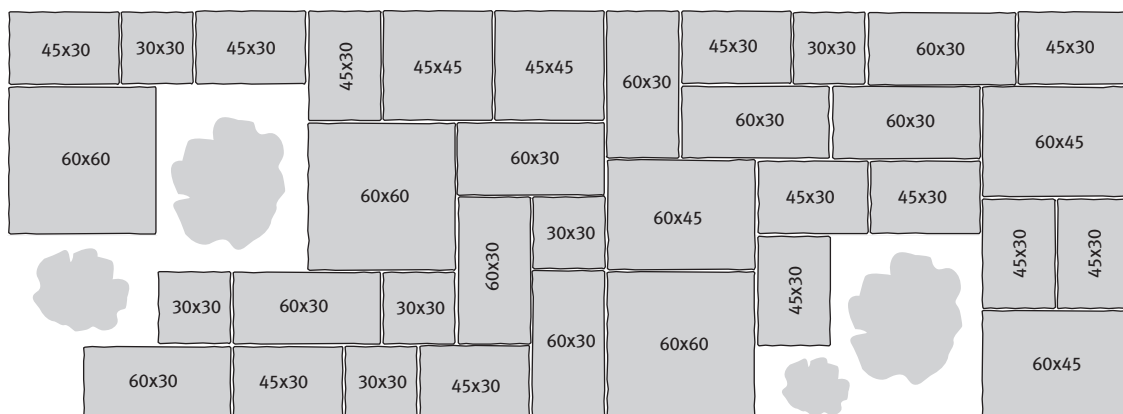 45x30 30x30 45x30 45x30 45x45 45x45 60x30 45x30 30x30 60x30 45x30
60x30 60x30 60x45
60x60 60x30
60x60 60x45 45x30 45x30
30x30 60x30 45x30 45x30 45x30
30x30 60x30 30x30
60x30 60x60 60x45
60x30 45x30 30x30 45x30